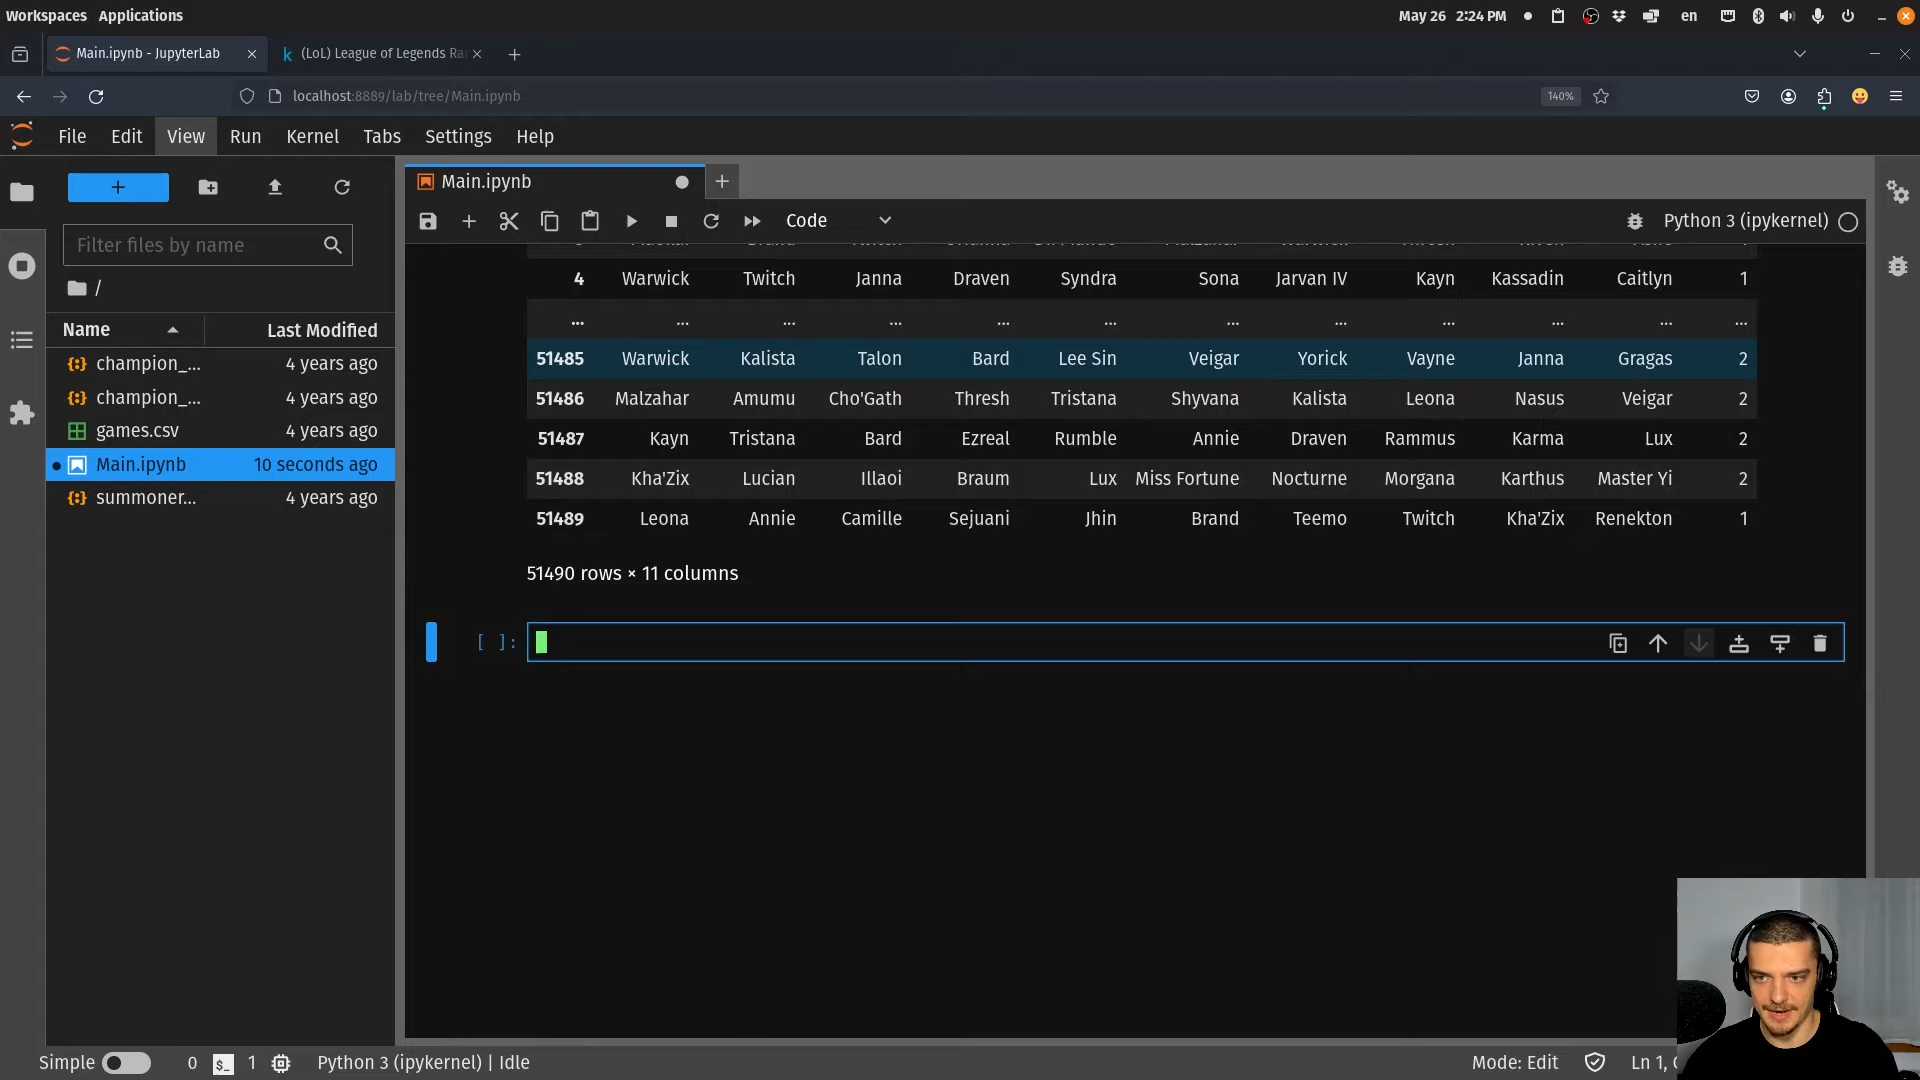 Workspaces Applications
May 26 2:24 PM en
Main.ipynb - JupyterLab
(LoL) League of Legends Ra
localhost:8889/lab/tree/Main.ipynb 140%
File Edit View Run Kernel Tabs Settings Help
Main.ipynb
Code Python 3 (ipykernel)
Filter files by name
/
Name Last Modified
champion_... 4 years ago
champion_... 4 years ago
games.csv 4 years ago
Main.ipynb 10 seconds ago
summoner... 4 years ago
4 Warwick Twitch Janna Draven Syndra Sona Jarvan IV Kayn Kassadin Caitlyn 1
... ... ... ... ... ... ... ... ... ... ... ...
51485 Warwick Kalista Talon Bard Lee Sin Veigar Yorick Vayne Janna Gragas 2
51486 Malzahar Amumu Cho'Gath Thresh Tristana Shyvana Kalista Leona Nasus Veigar 2
51487 Kayn Tristana Bard Ezreal Rumble Annie Draven Rammus Karma Lux 2
51488 Kha'Zix Lucian Illaoi Braum Lux Miss Fortune Nocturne Morgana Karthus Master Yi 2
51489 Leona Annie Camille Sejuani Jhin Brand Teemo Twitch Kha'Zix Renekton 1
51490 rows × 11 columns
[ ]:
Simple 0 $_ 1 Python 3 (ipykernel) | Idle
Mode: Edit Ln 1,